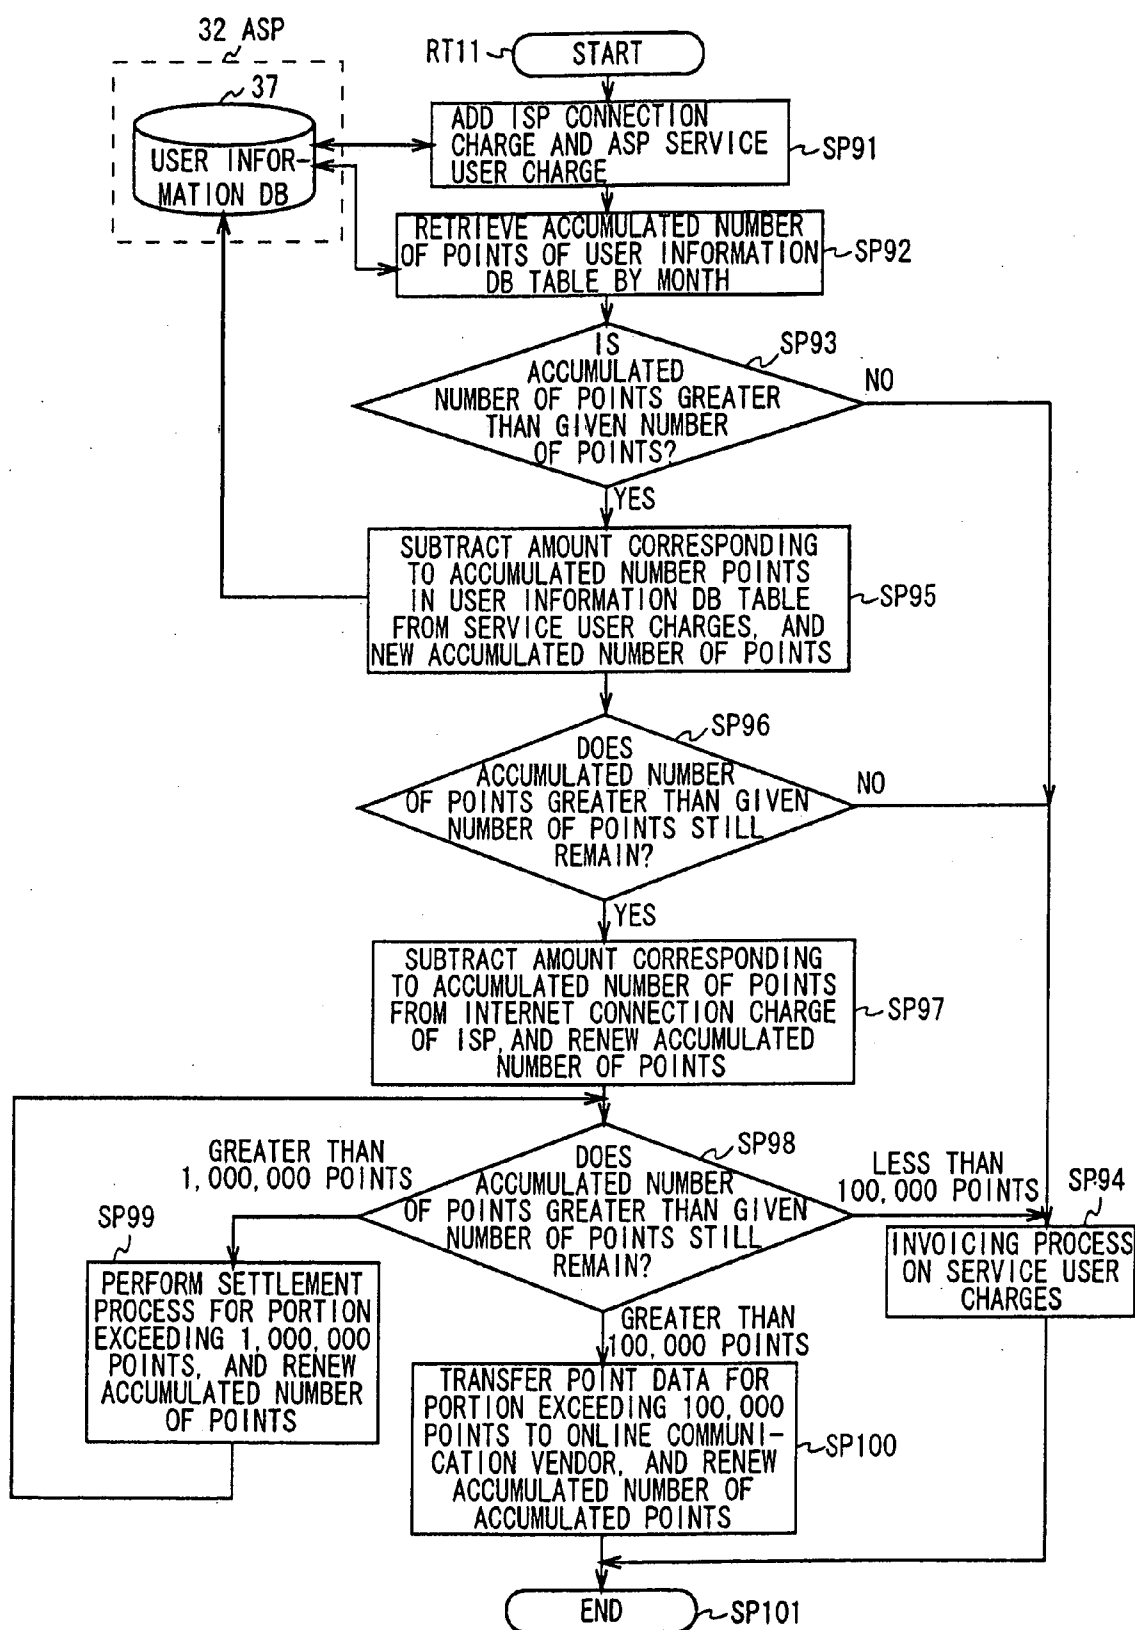 32 ASP
RT11
START
37
USER INFOR-
MATION DB
ADD ISP CONNECTION
CHARGE AND ASP SERVICE
USER CHARGE
SP91
RETRIEVE ACCUMULATED NUMBER
OF POINTS OF USER INFORMATION
DB TABLE BY MONTH
SP92
IS
ACCUMULATED
NUMBER OF POINTS GREATER
THAN GIVEN NUMBER
OF POINTS?
SP93
NO
YES
SUBTRACT AMOUNT CORRESPONDING
TO ACCUMULATED NUMBER POINTS
IN USER INFORMATION DB TABLE
FROM SERVICE USER CHARGES, AND
NEW ACCUMULATED NUMBER OF POINTS
SP95
DOES
ACCUMULATED NUMBER
OF POINTS GREATER THAN GIVEN
NUMBER OF POINTS STILL
REMAIN?
SP96
NO
YES
SUBTRACT AMOUNT CORRESPONDING
TO ACCUMULATED NUMBER OF POINTS
FROM INTERNET CONNECTION CHARGE
OF ISP, AND RENEW ACCUMULATED
NUMBER OF POINTS
SP97
GREATER THAN
1,000,000 POINTS
DOES
ACCUMULATED NUMBER
OF POINTS GREATER THAN GIVEN
NUMBER OF POINTS STILL
REMAIN?
SP98
LESS THAN
100,000 POINTS
SP94
INVOICING PROCESS
ON SERVICE USER
CHARGES
SP99
PERFORM SETTLEMENT
PROCESS FOR PORTION
EXCEEDING 1,000,000
POINTS, AND RENEW
ACCUMULATED NUMBER
OF POINTS
GREATER THAN
100,000 POINTS
TRANSFER POINT DATA FOR
PORTION EXCEEDING 100,000
POINTS TO ONLINE COMMUNI-
CATION VENDOR, AND RENEW
ACCUMULATED NUMBER OF
ACCUMULATED POINTS
SP100
END
SP101